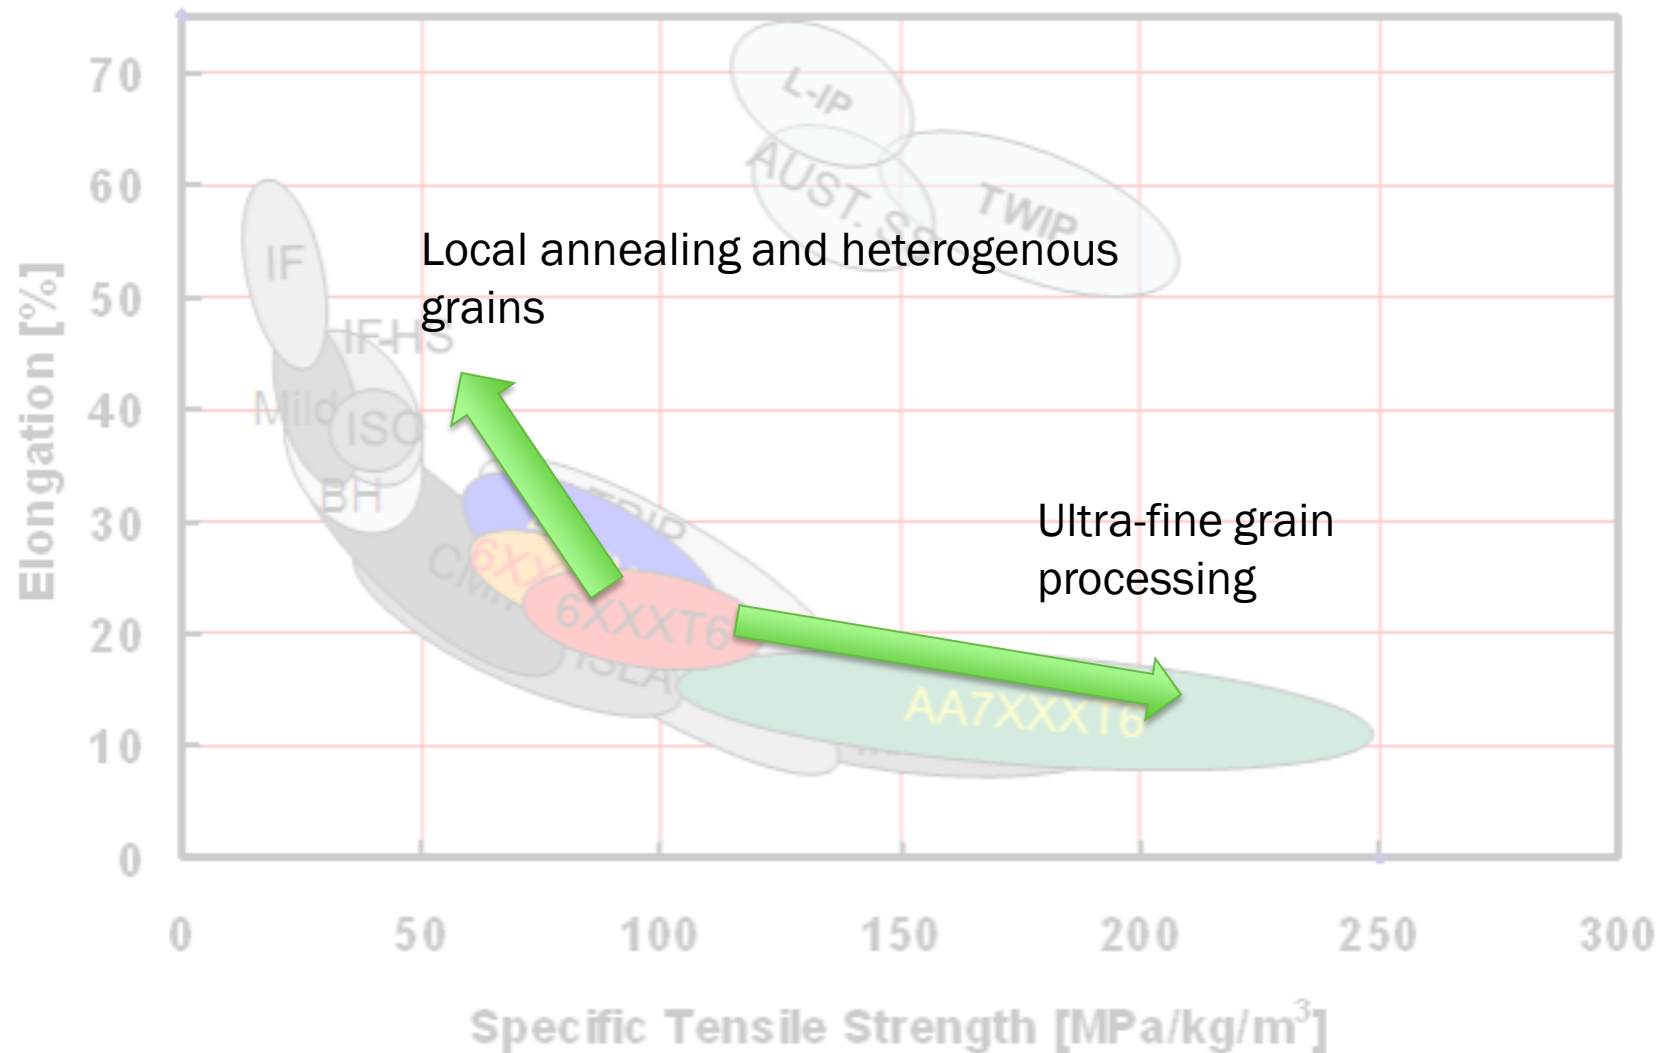 70
L-IP
60
AUST. SS
TWIP
IF
Local annealing and heterogenous
grains
50
IF-HS
40
Mild
ISO
BH
30
TRIP
Ultra-fine grain
processing
6XXXT6
20
AA7XXXT6
10
0
0 50 100 150 200 250 300
Elongation [%]
Specific Tensile Strength [MPa/kg/m³]